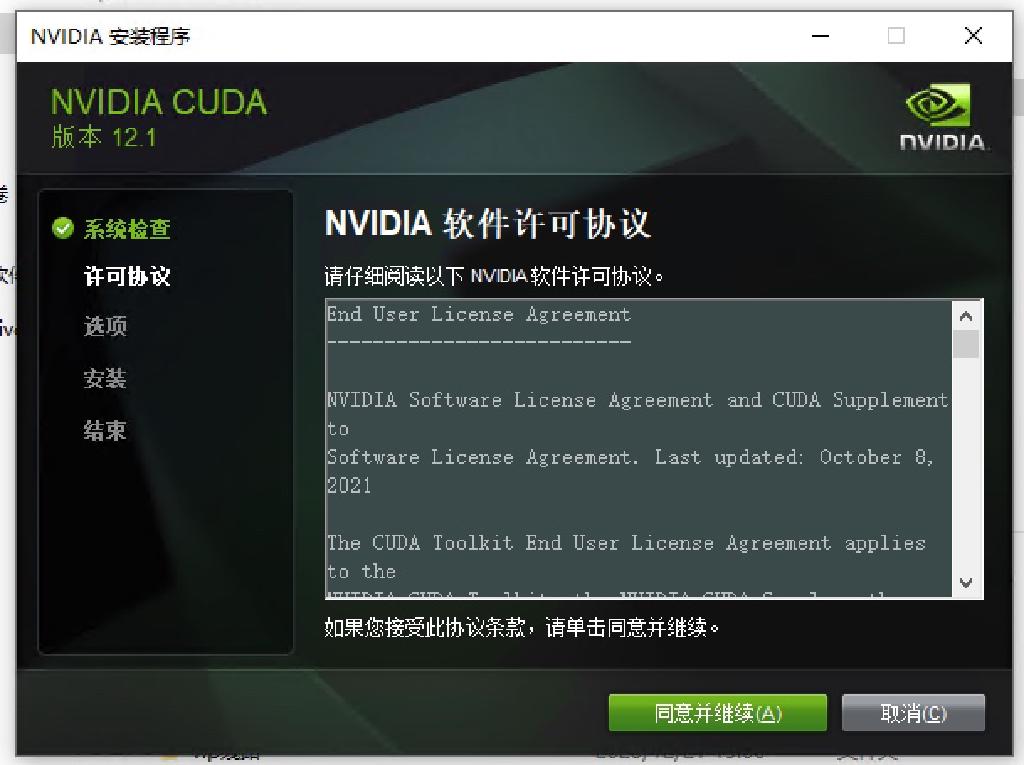 NVIDIA 安装程序
NVIDIA CUDA
版本 12.1
NVIDIA.
系统检查
许可协议
选项
安装
结束
NVIDIA 软件许可协议
请仔细阅读以下 NVIDIA 软件许可协议。
End User License Agreement
--------------------------
NVIDIA Software License Agreement and CUDA Supplement
to
Software License Agreement. Last updated: October 8,
2021
The CUDA Toolkit End User License Agreement applies
to the
如果您接受此协议条款，请单击同意并继续。
同意并继续(A)
取消(C)